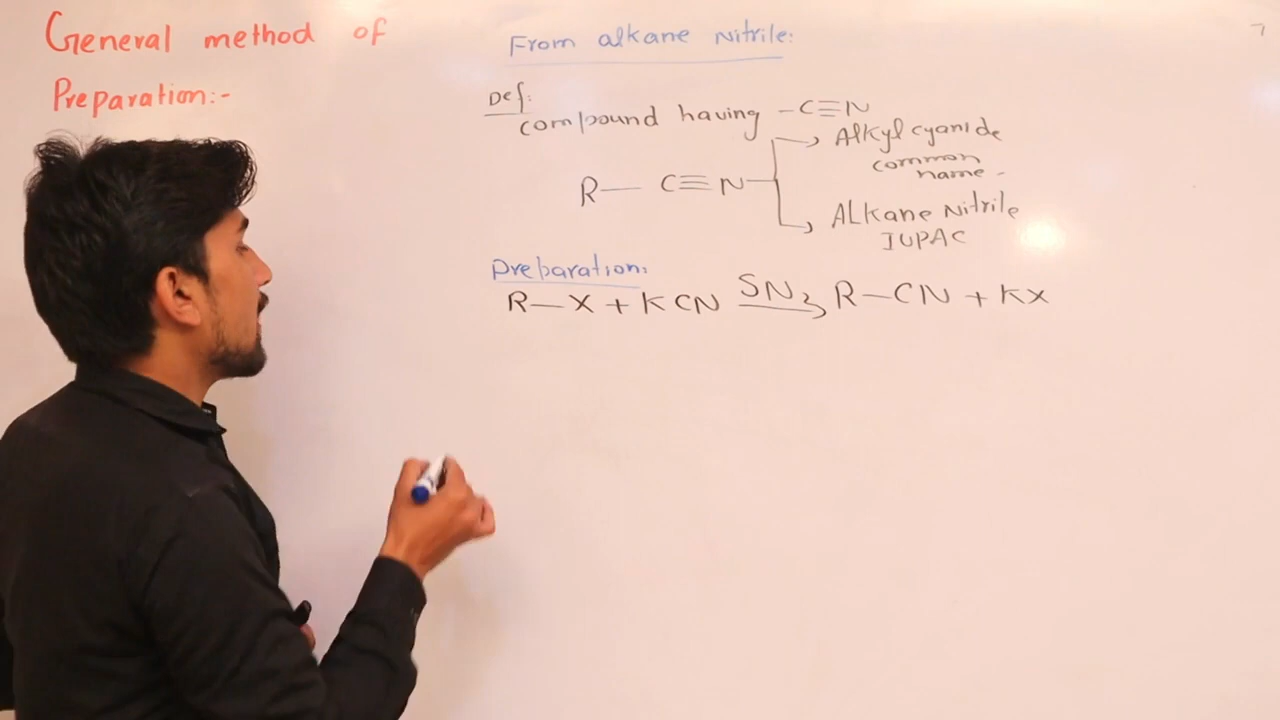 General method of
Preparation:-
From alkane Nitrile:
Def:
compound having -C≡N
R- C≡N
Alkyl cyanide
common
name -
ALkane Nitrile
IUPAC
Preparation:
R-X + KCN SN2 R-CN + KX